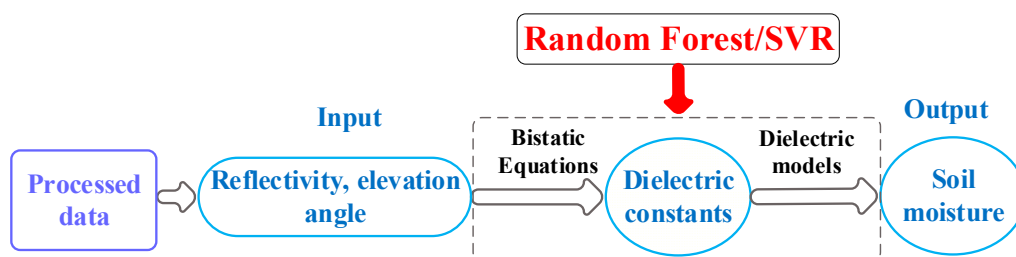 Random Forest/SVR
Input
Output
Bistatic
Equations
Dielectric
models
Processed
data
Reflectivity, elevation
angle
Dielectric
constants
Soil
moisture